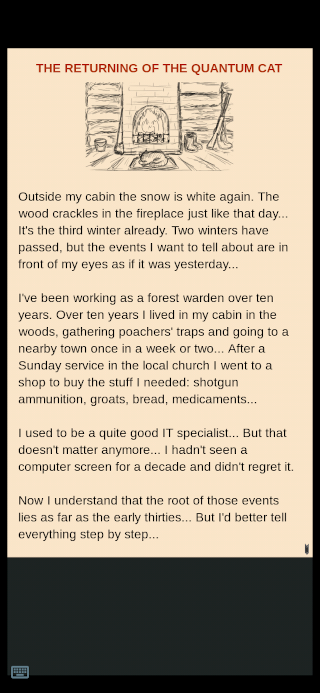 THE RETURNING OF THE QUANTUM CAT
Outside my cabin the snow is white again. The
wood crackles in the fireplace just like that day...
It's the third winter already. Two winters have
passed, but the events I want to tell about are in
front of my eyes as if it was yesterday...
I've been working as a forest warden over ten
years. Over ten years I lived in my cabin in the
woods, gathering poachers' traps and going to a
nearby town once in a week or two... After a
Sunday service in the local church I went to a
shop to buy the stuff I needed: shotgun
ammunition, groats, bread, medicaments...
I used to be a quite good IT specialist... But that
doesn't matter anymore... I hadn't seen a
computer screen for a decade and didn't regret it.
Now I understand that the root of those events
lies as far as the early thirties... But I'd better tell
everything step by step...